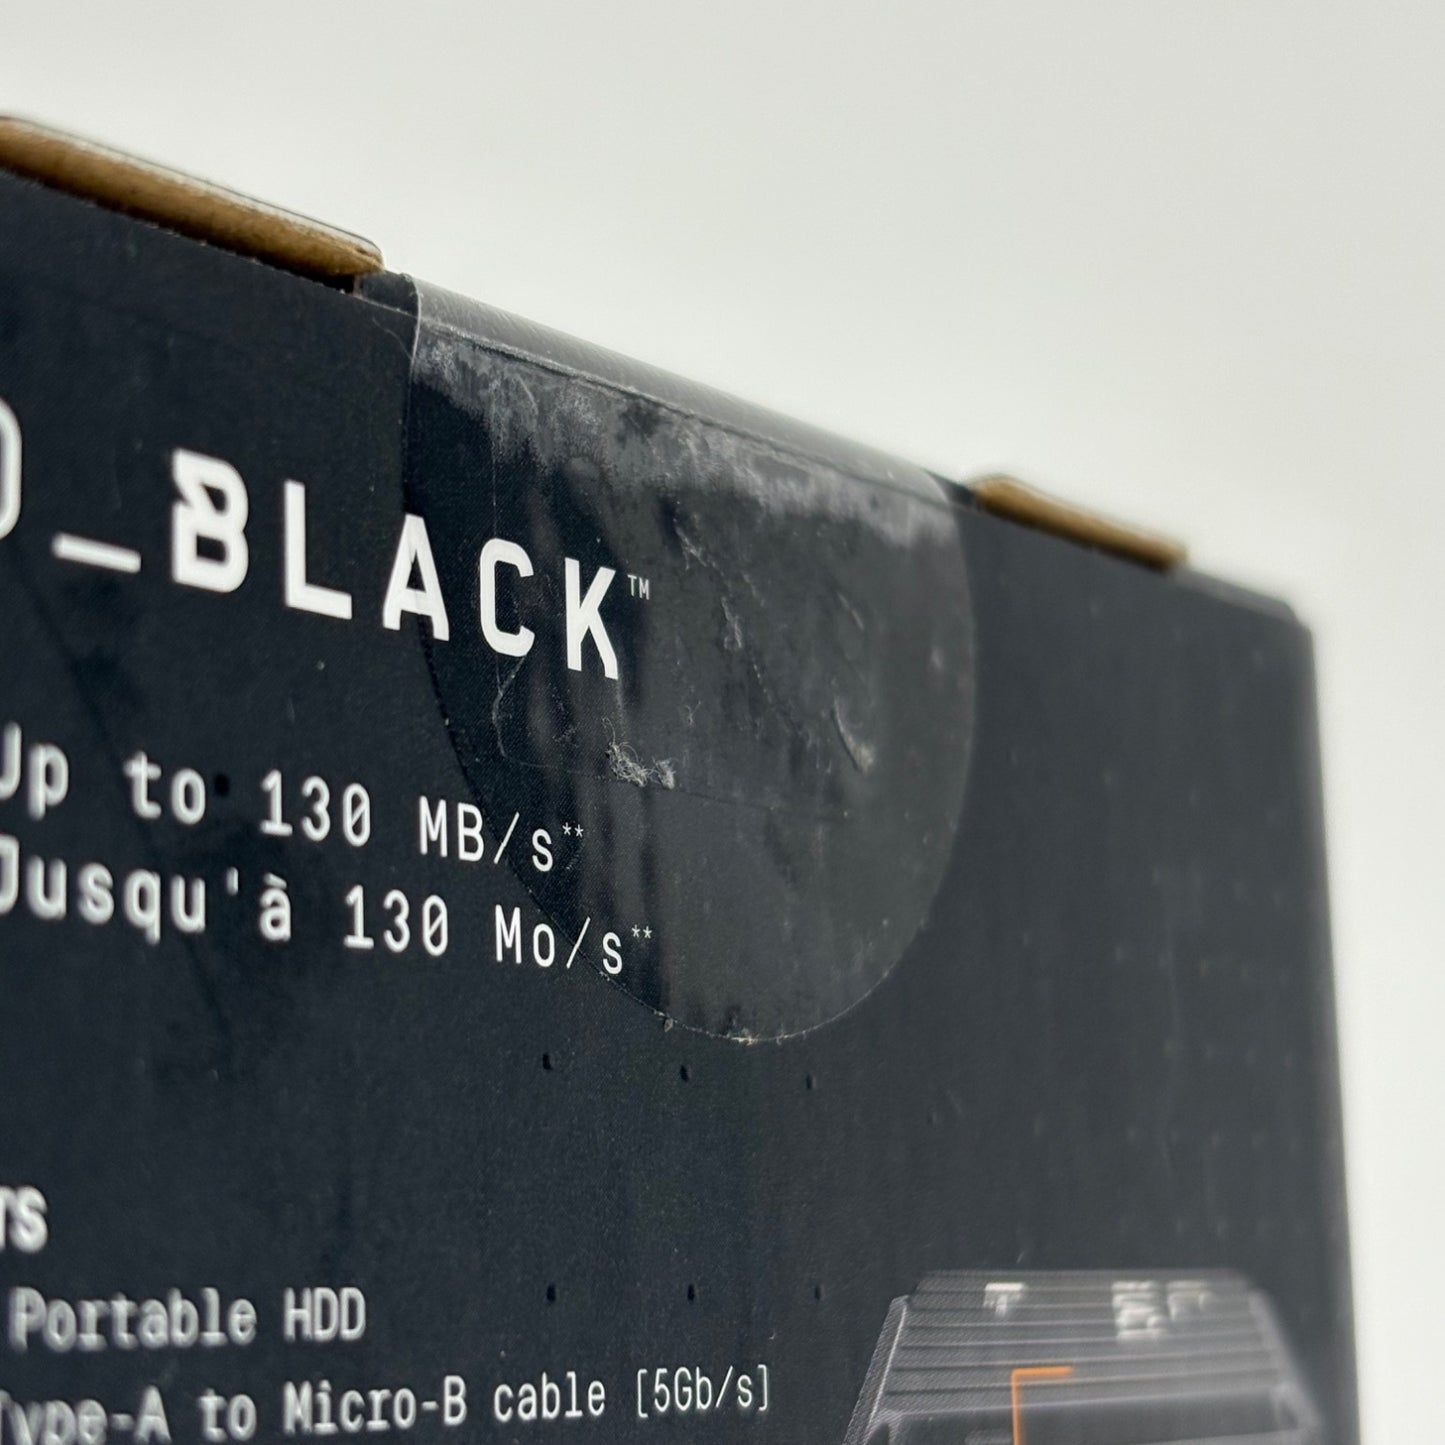 _BLACK™
Up to 130 MB/s**
Jusqu'à 130 Mo/s**
Portable HDD
Type-A to Micro-B cable [5Gb/s]